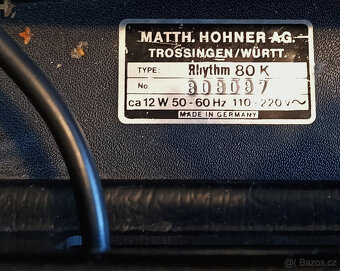 MATTH. HOHNER AG.
TROSSINGEN/WÜRTT.
TYPE: Rhythm 80 K
No. 303097
ca 12 W 50-60 Hz 110-220V~
MADE IN GERMANY
Bazos.cz